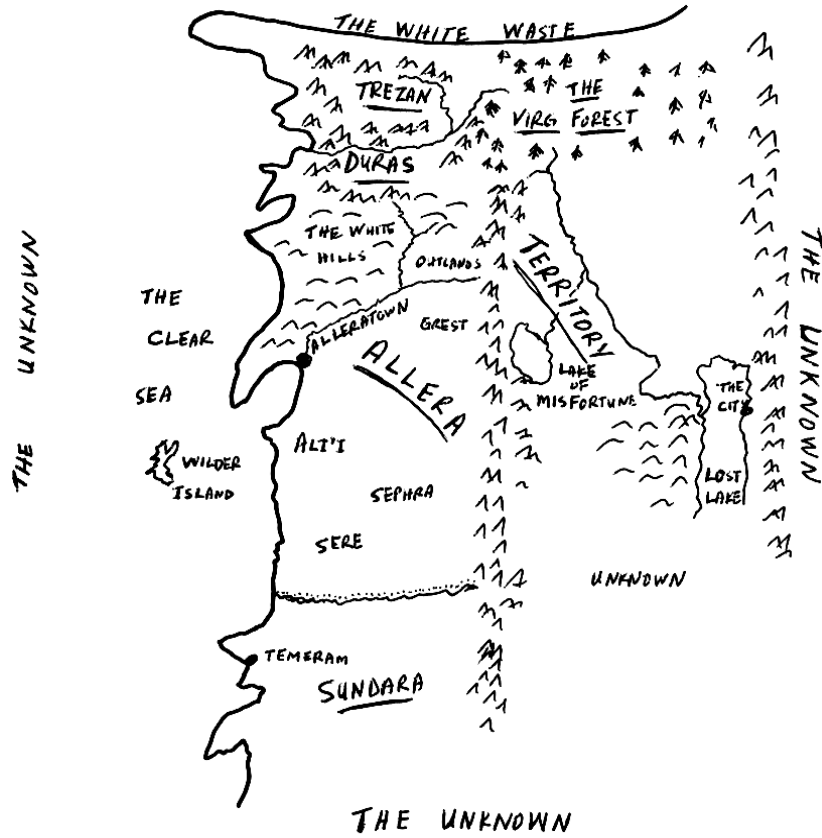 THE WHITE WASTE
TREZAN
THE
VIRG FOREST
DURAS
THE WHITE
HILLS
OUTLANDS
TERRITORY
THE UNKNOWN
THE UNKNOWN
THE
CLEAR
SEA
ALLERATOWN
GREST
ALLERA
LAKE
OF
MISFORTUNE
THE
CITY
ALI'I
WILDER
ISLAND
SEPHRA
LOST
LAKE
SERE
UNKNOWN
TEMERAM
SUNDARA
THE UNKNOWN